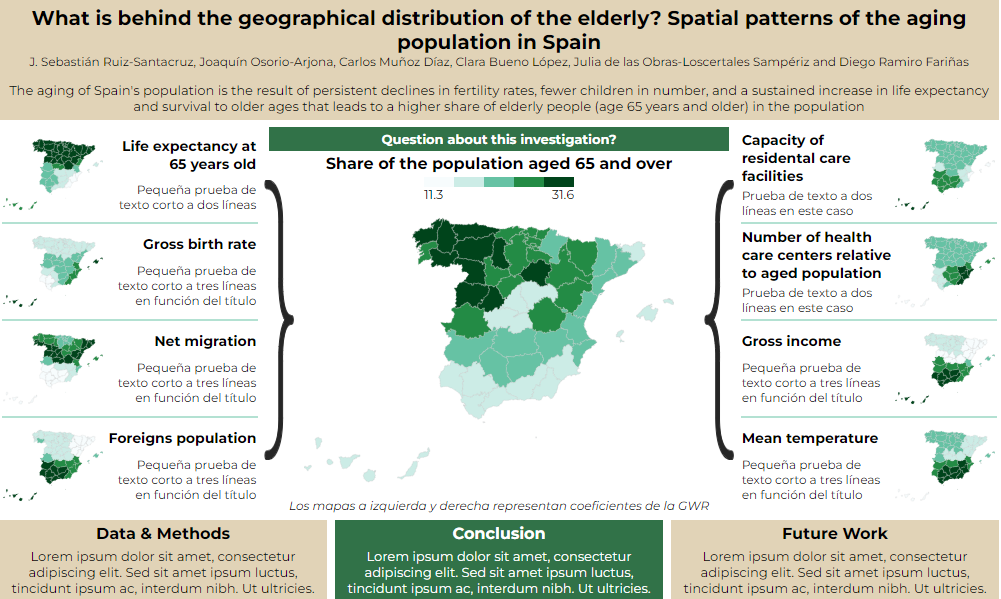 What is behind the geographical distribution of the elderly? Spatial patterns of the aging
population in Spain
J. Sebastián Ruiz-Santacruz, Joaquín Osorio-Arjona, Carlos Muñoz Díaz, Clara Bueno López, Julia de las Obras-Loscertales Sampériz and Diego Ramiro Fariñas
The aging of Spain's population is the result of persistent declines in fertility rates, fewer children in number, and a sustained increase in life expectancy
and survival to older ages that leads to a higher share of elderly people (age 65 years and older) in the population
Life expectancy at
65 years old
Pequeña prueba de
texto corto a dos líneas
Gross birth rate
Pequeña prueba de
texto corto a tres líneas
en función del título
Net migration
Pequeña prueba de
texto corto a tres líneas
en función del título
Foreigns population
Pequeña prueba de
texto corto a tres líneas
en función del título
Question about this investigation?
Share of the population aged 65 and over
11.3 31.6
Los mapas a izquierda y derecha representan coeficientes de la GWR
Capacity of
residental care
facilities
Prueba de texto a dos
líneas en este caso
Number of health
care centers relative
to aged population
Prueba de texto a dos
líneas en este caso
Gross income
Pequeña prueba de
texto corto a tres líneas
en función del título
Mean temperature
Pequeña prueba de
texto corto a tres líneas
en función del título
Data & Methods
Lorem ipsum dolor sit amet, consectetur
adipiscing elit. Sed sit amet ipsum luctus,
tincidunt ipsum ac, interdum nibh. Ut ultricies.
Conclusion
Lorem ipsum dolor sit amet, consectetur
adipiscing elit. Sed sit amet ipsum luctus,
tincidunt ipsum ac, interdum nibh. Ut ultricies.
Future Work
Lorem ipsum dolor sit amet, consectetur
adipiscing elit. Sed sit amet ipsum luctus,
tincidunt ipsum ac, interdum nibh. Ut ultricies.